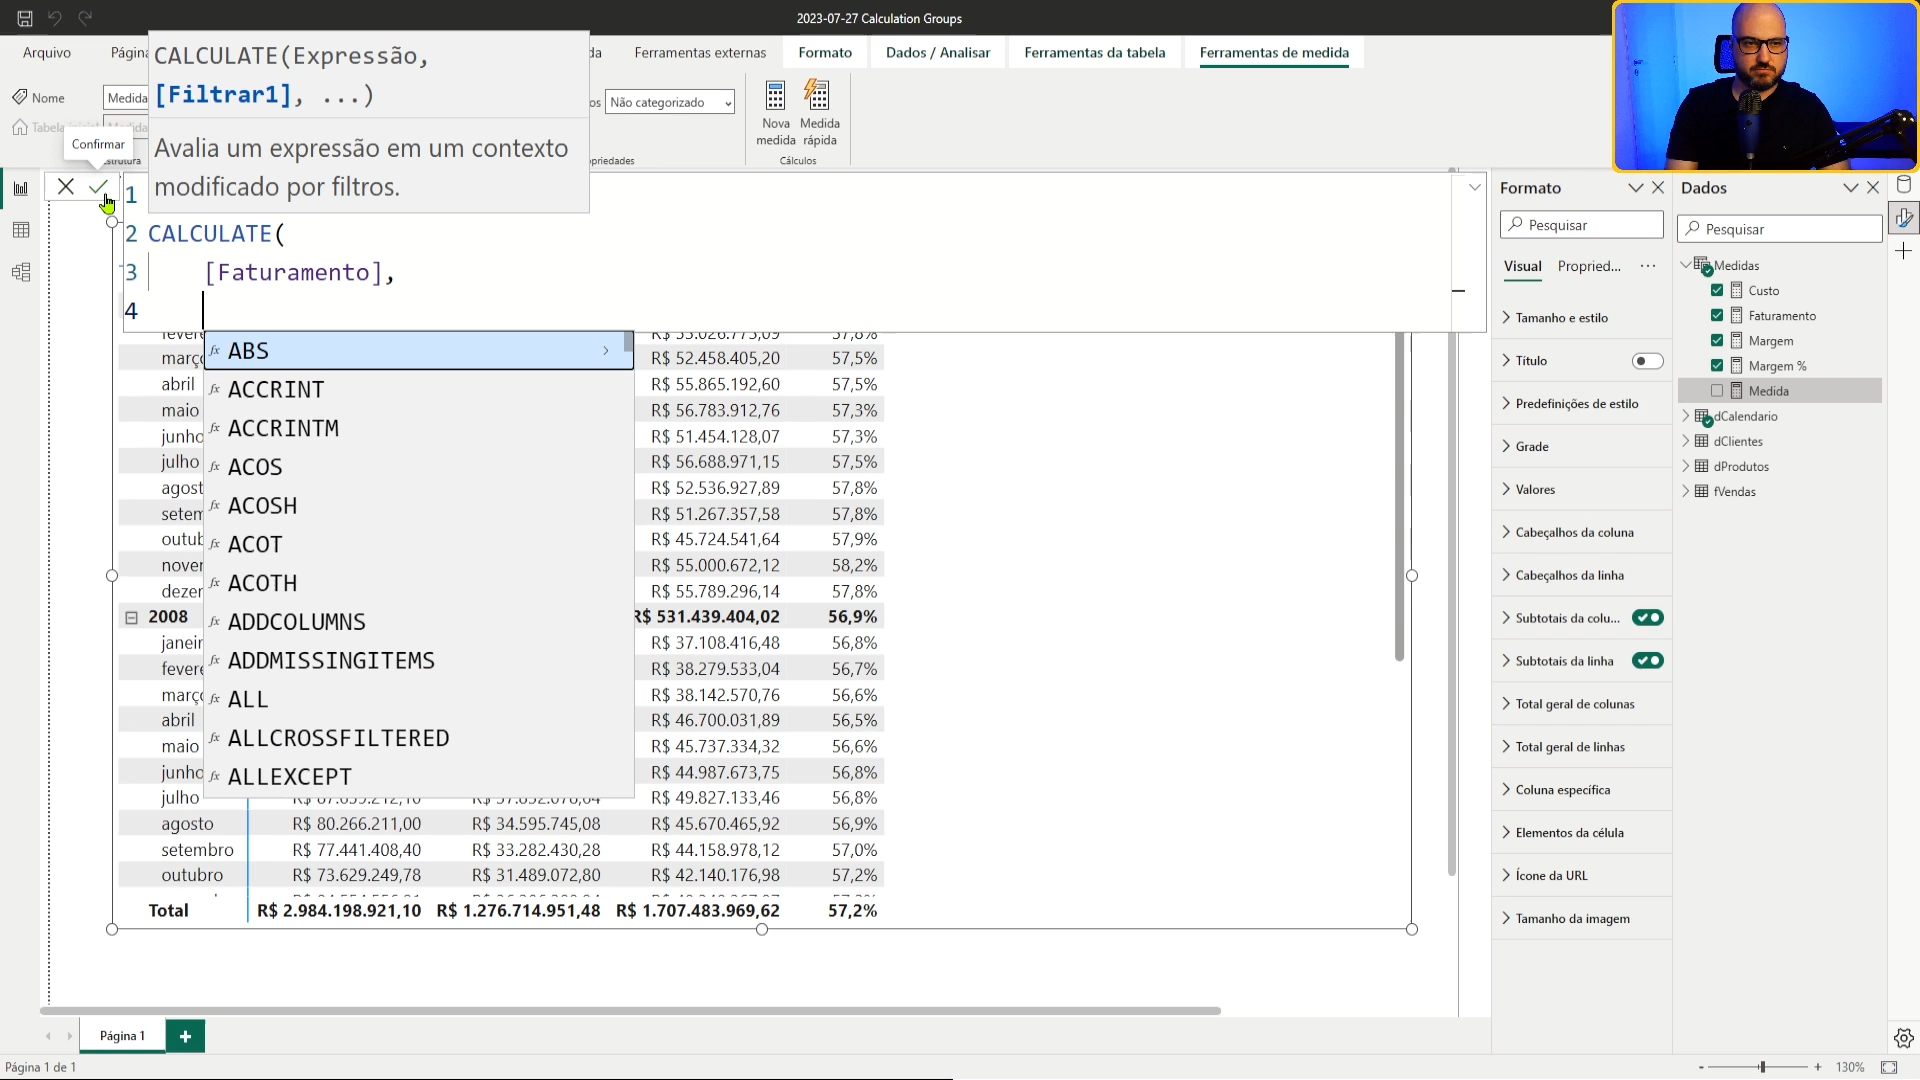 2023-07-27 Calculation Groups
Arquivo
Ferramentas externas
Formato
Dados / Analisar
Ferramentas da tabela
Ferramentas de medida
CALCULATE(Expressão,
[Filtrar1], ...)
Avalia um expressão em um contexto
modificado por filtros.
Nome
Medida
Confirmar
Não categorizado
Nova
medida
Medida
rápida
Cálculos
1
2 CALCULATE(
3 [Faturamento],
4
ABS
ACCRINT
ACCRINTM
ACOS
ACOSH
ACOT
ACOTH
ADDCOLUMNS
ADDMISSINGITEMS
ALL
ALLCROSSFILTERED
ALLEXCEPT
R$ 52.458.405,20 57,5%
abril R$ 55.865.192,60 57,5%
maio R$ 56.783.912,76 57,3%
junho R$ 51.454.128,07 57,3%
julho R$ 56.688.971,15 57,5%
R$ 52.536.927,89 57,8%
R$ 51.267.357,58 57,8%
R$ 45.724.541,64 57,9%
R$ 55.000.672,12 58,2%
R$ 55.789.296,14 57,8%
2008 R$ 531.439.404,02 56,9%
R$ 37.108.416,48 56,8%
R$ 38.279.533,04 56,7%
R$ 38.142.570,76 56,6%
abril R$ 46.700.031,89 56,5%
maio R$ 45.737.334,32 56,6%
junho R$ 44.987.673,75 56,8%
julho R$ 49.827.133,46 56,8%
agosto R$ 80.266.211,00 R$ 34.595.745,08 R$ 45.670.465,92 56,9%
setembro R$ 77.441.408,40 R$ 33.282.430,28 R$ 44.158.978,12 57,0%
outubro R$ 73.629.249,78 R$ 31.489.072,80 R$ 42.140.176,98 57,2%
Total R$ 2.984.198.921,10 R$ 1.276.714.951,48 R$ 1.707.483.969,62 57,2%
Formato
Pesquisar
Visual Propried... ...
Tamanho e estilo
Título
Predefinições de estilo
Grade
Valores
Cabeçalhos da coluna
Cabeçalhos da linha
Subtotais da colu...
Subtotais da linha
Total geral de colunas
Total geral de linhas
Coluna específica
Elementos da célula
Ícone da URL
Tamanho da imagem
Dados
Pesquisar
Medidas
Custo
Faturamento
Margem
Margem %
Medida
dCalendario
dClientes
dProdutos
fVendas
Página 1
Página 1 de 1
- + 130%